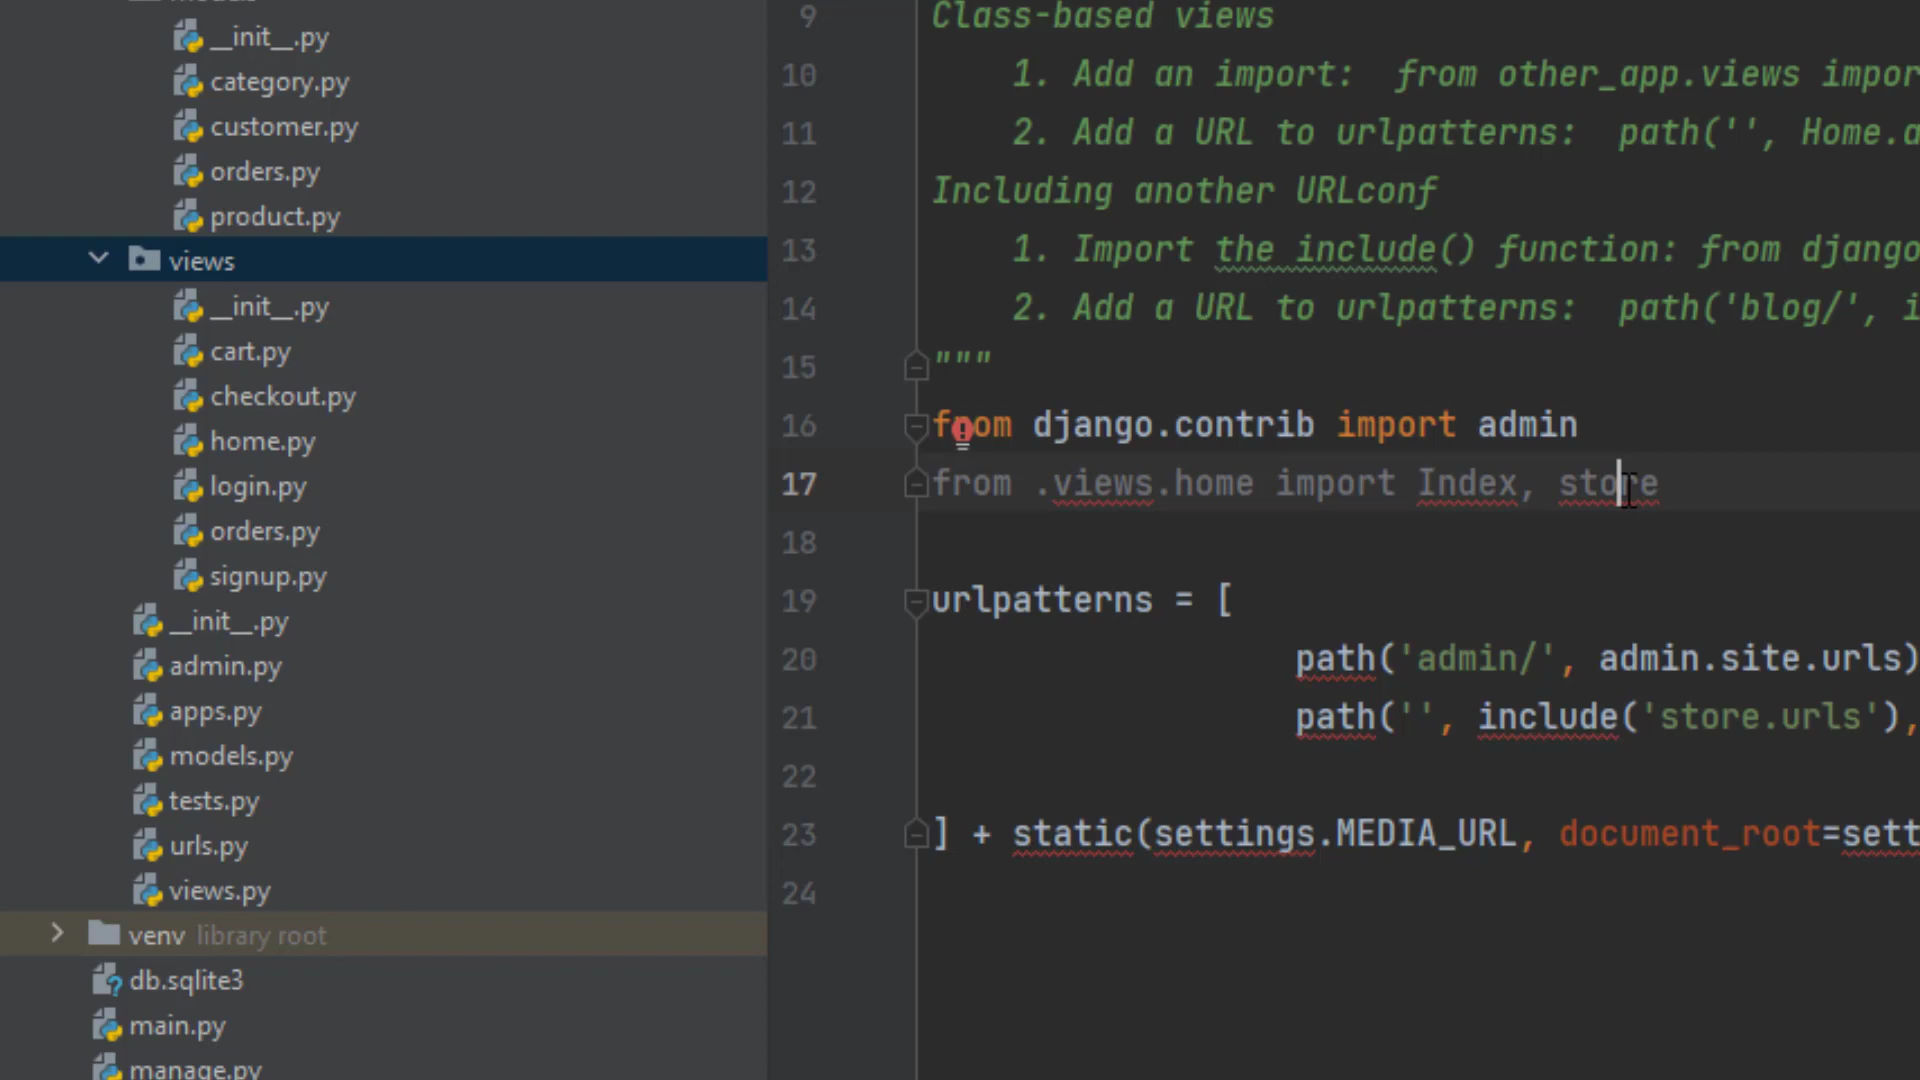 __init__.py
category.py
customer.py
orders.py
product.py
views
__init__.py
cart.py
checkout.py
home.py
login.py
orders.py
signup.py
__init__.py
admin.py
apps.py
models.py
tests.py
urls.py
views.py
venv library root
db.sqlite3
main.py
manage.py
9 Class-based views
10 1. Add an import:  from other_app.views impor
11 2. Add a URL to urlpatterns:  path('', Home.a
12 Including another URLconf
13 1. Import the include() function: from django
14 2. Add a URL to urlpatterns:  path('blog/', i
15 """
16 from django.contrib import admin
17 from .views.home import Index, store
18
19 urlpatterns = [
20 path('admin/', admin.site.urls)
21 path('', include('store.urls'),
22
23 ] + static(settings.MEDIA_URL, document_root=sett
24